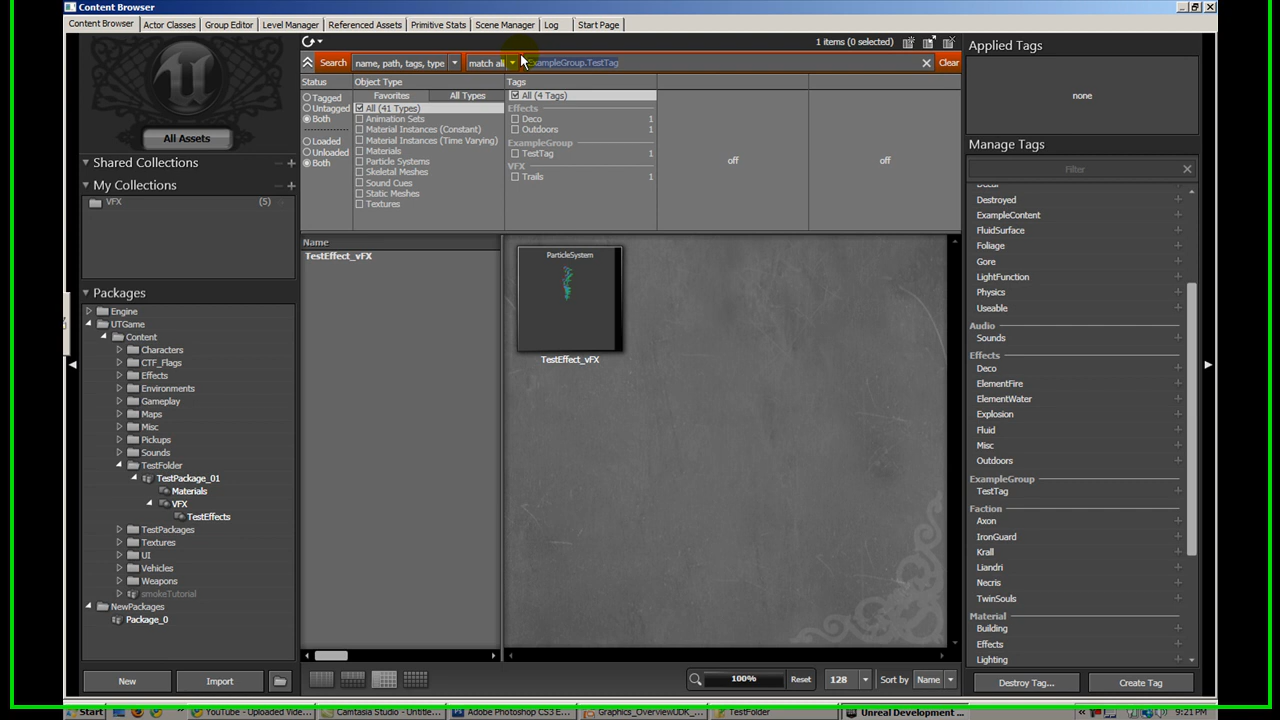 Content Browser
Content Browser Actor Classes Group Editor Level Manager Referenced Assets Primitive Stats Scene Manager Log Start Page
1 items (0 selected)
Search name, path, tags, type match all ExampleGroup.TestTag Clear
Status Object Type Tags
Favorites All Types All (4 Tags)
Tagged
Untagged
Both
Loaded
Unloaded
Both
All (41 Types)
Animation Sets
Material Instances (Constant)
Material Instances (Time Varying)
Materials
Particle Systems
Skeletal Meshes
Sound Cues
Static Meshes
Textures
Effects
Deco 1
Outdoors 1
ExampleGroup
TestTag 1
VFX
Trails 1
off
off
All Assets
Shared Collections
My Collections
VFX (5)
Packages
Engine
UTGame
Content
Characters
CTF_Flags
Effects
Environments
Gameplay
Maps
Misc
Pickups
Sounds
TestFolder
TestPackage_01
Materials
VFX
TestEffects
TestPackages
Textures
UI
Vehicles
Weapons
smokeTutorial
NewPackages
Package_0
New Import
Name
TestEffect_vFX
ParticleSystem
TestEffect_vFX
100% Reset 128 Sort by Name
Applied Tags
none
Manage Tags
Filter
Destroyed
ExampleContent
FluidSurface
Foliage
Gore
LightFunction
Physics
Useable
Audio
Sounds
Effects
Deco
ElementFire
ElementWater
Explosion
Fluid
Misc
Outdoors
ExampleGroup
TestTag
Faction
Axon
IronGuard
Krall
Liandri
Necris
TwinSouls
Material
Building
Effects
Lighting
Destroy Tag... Create Tag
Start YouTube - Uploaded Vide... Camtasia Studio - Untitle... Adobe Photoshop CS3 E... Graphics_OverviewUDK_... TestFolder Unreal Development ... 9:21 PM